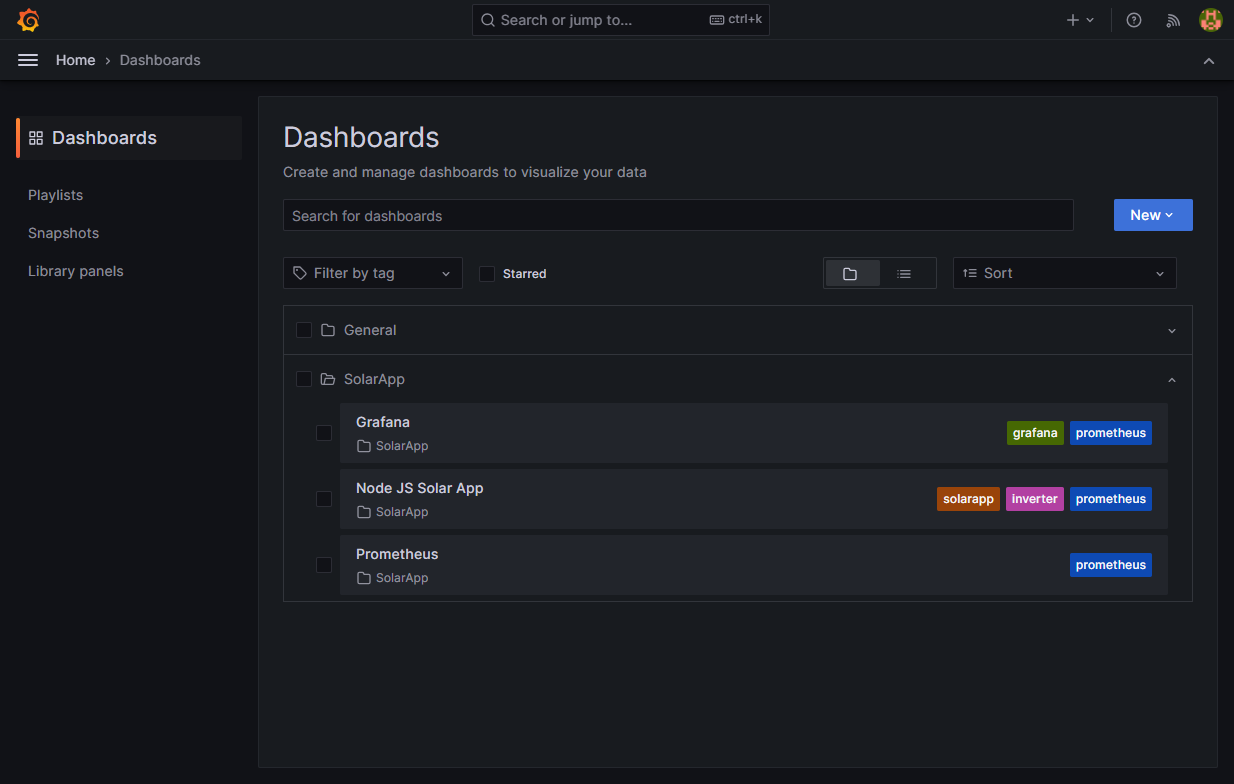 Search or jump to... ctrl+k
Home › Dashboards
Dashboards
Playlists
Snapshots
Library panels
Dashboards
Create and manage dashboards to visualize your data
Search for dashboards
New
Filter by tag
Starred
Sort
General
SolarApp
Grafana
SolarApp
grafana prometheus
Node JS Solar App
SolarApp
solarapp inverter prometheus
Prometheus
SolarApp
prometheus